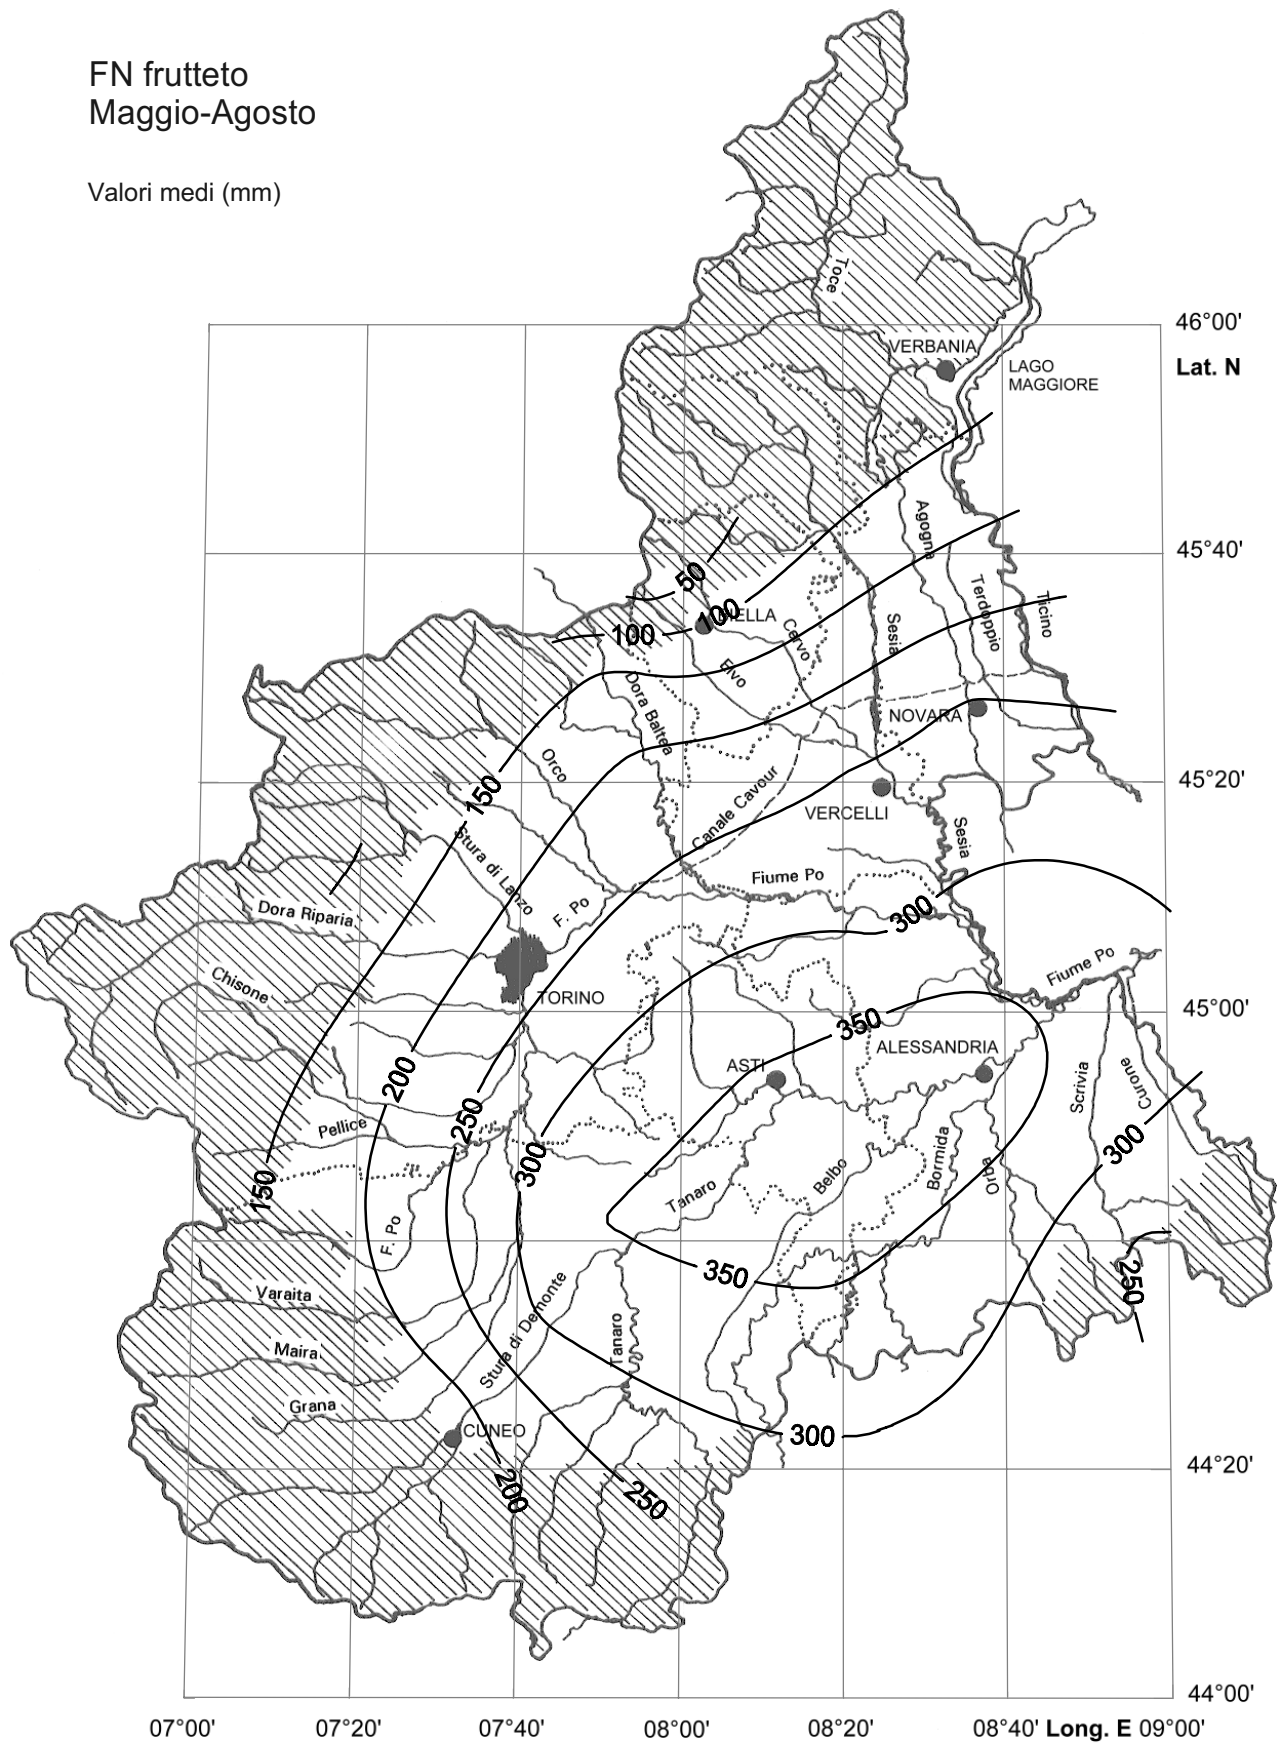 FN frutteto
Maggio-Agosto
Valori medi (mm)
Toce
46°00'
VERBANIA
Lat. N
LAGO
MAGGIORE
Agogna
45°40'
50
Terdoppio
Ticino
100
100
BIELLA
Cervo
Sesia
Elvo
Dora Baltea
NOVARA
Orco
150
45°20'
Canale Cavour
VERCELLI
Stura di Lanzo
Sesia
Fiume Po
Dora Riparia
F. Po
300
Chisone
Fiume Po
TORINO
45°00'
350
ALESSANDRIA
ASTI
200
Scrivia
Curone
250
Pellice
300
300
150
Tanaro
Belbo
Bormida
Orba
F. Po
350
250
Varaita
Stura di Demonte
Tanaro
Maira
Grana
CUNEO
300
44°20'
200
250
44°00'
07°00'
07°20'
07°40'
08°00'
08°20'
08°40'
Long. E
09°00'